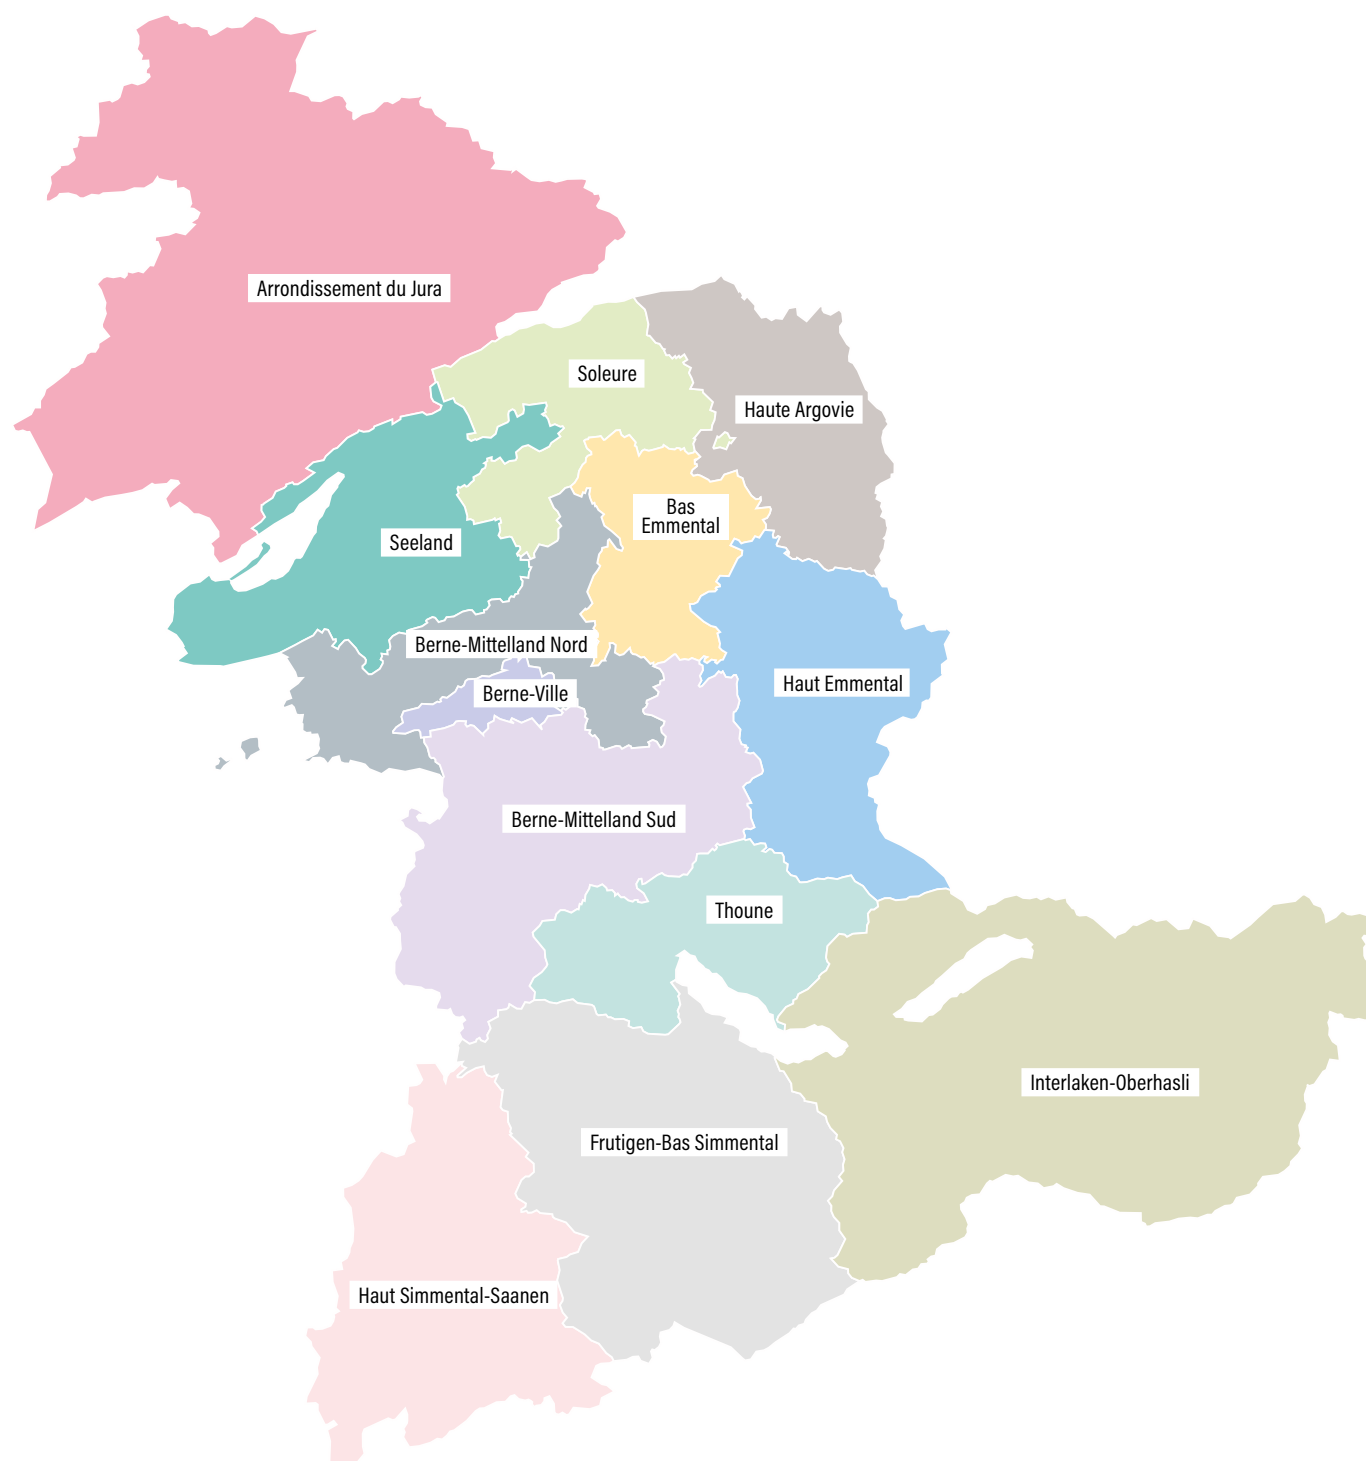 Arrondissement du Jura
Soleure
Haute Argovie
Bas
Emmental
Seeland
Berne-Mittelland Nord
Haut Emmental
Berne-Ville
Berne-Mittelland Sud
Thoune
Interlaken-Oberhasli
Frutigen-Bas Simmental
Haut Simmental-Saanen